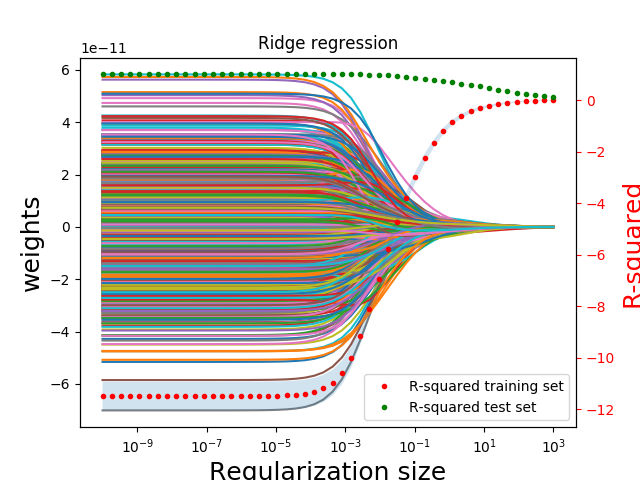 Ridge regression
1e−11
6
4
2
0
−2
−4
−6
weights
0
−2
−4
−6
−8
−10
−12
R-squared
R-squared training set
R-squared test set
10⁻⁹ 10⁻⁷ 10⁻⁵ 10⁻³ 10⁻¹ 10¹ 10³
Regularization size